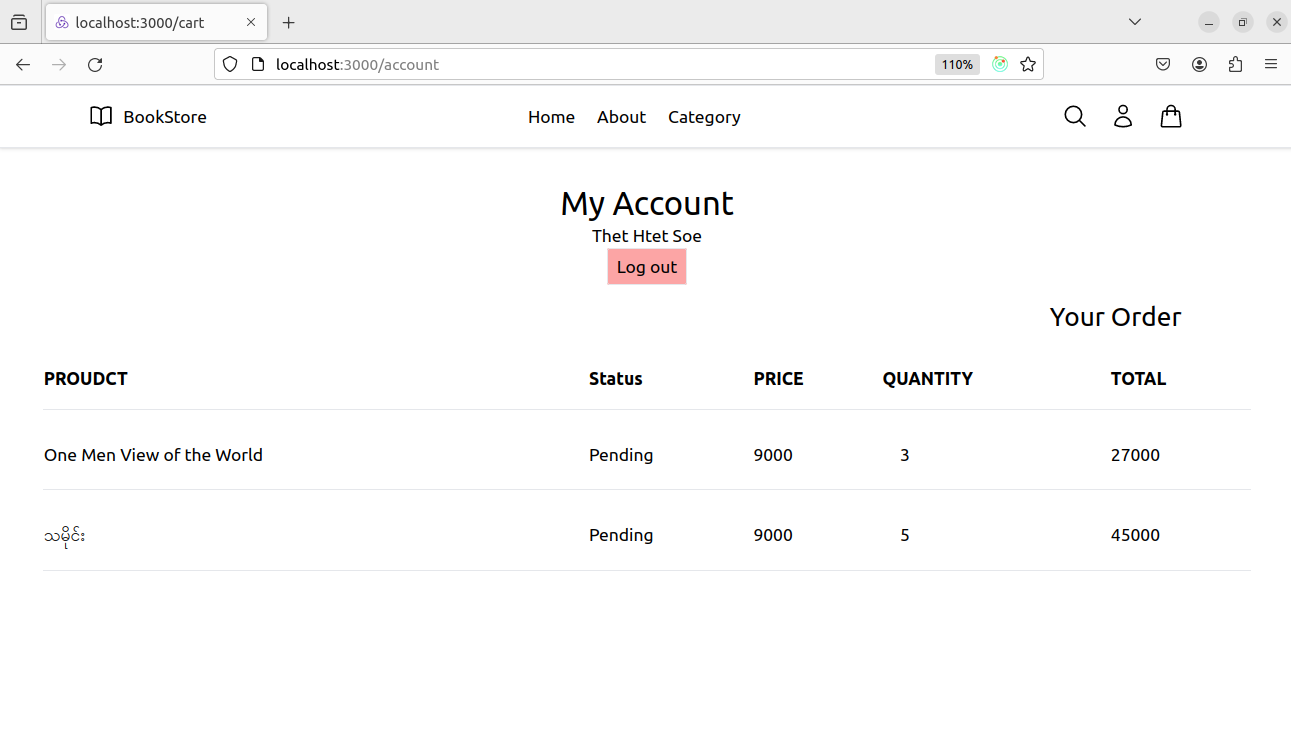 localhost:3000/cart
localhost:3000/account 110%
BookStore Home About Category
My Account
Thet Htet Soe
Log out
Your Order
PROUDCT Status PRICE QUANTITY TOTAL
One Men View of the World Pending 9000 3 27000
သမိုင်း Pending 9000 5 45000